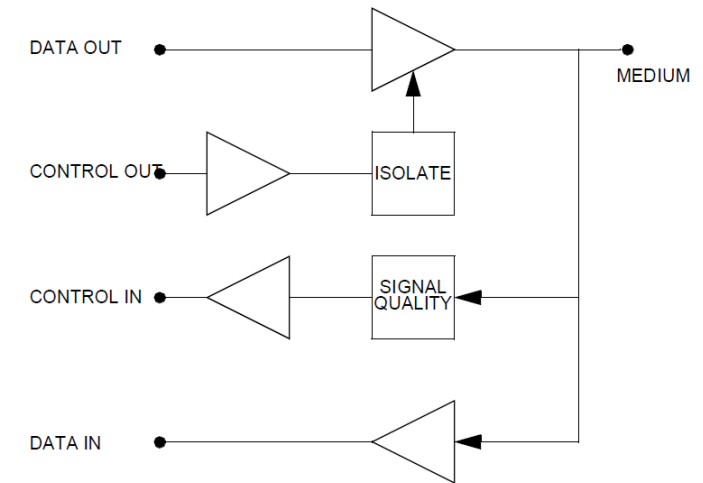 DATA OUT
MEDIUM
CONTROL OUT
ISOLATE
CONTROL IN
SIGNAL
QUALITY
DATA IN